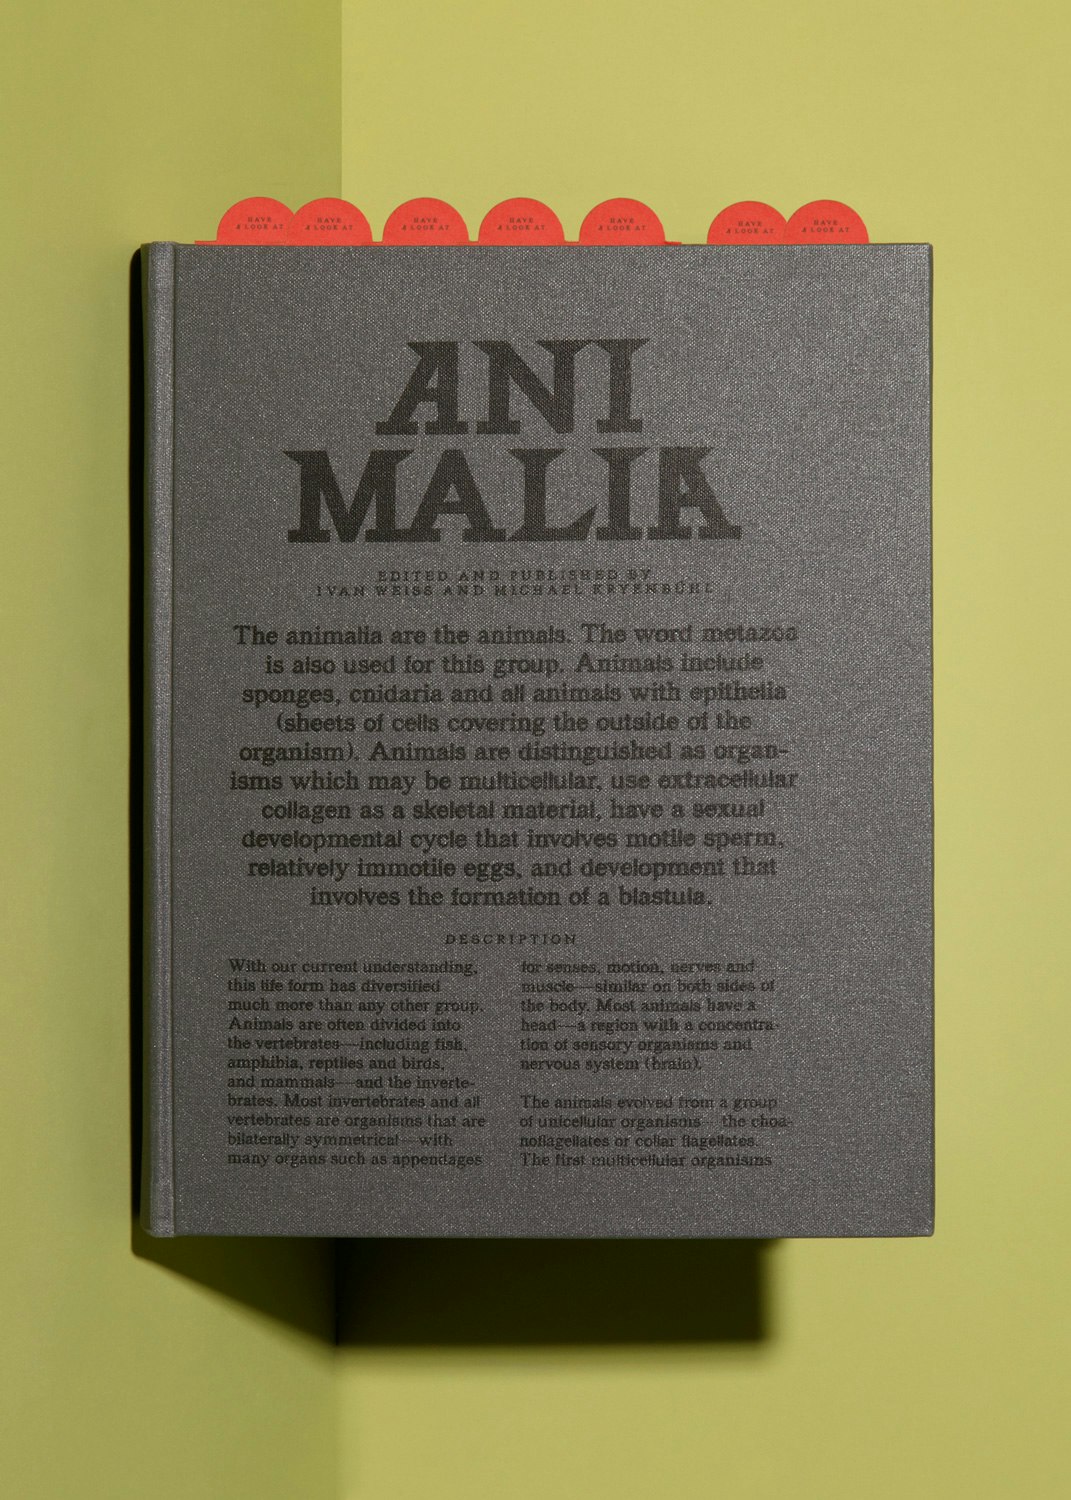 HAVE
A LOOK AT
HAVE
A LOOK AT
HAVE
A LOOK AT
HAVE
A LOOK AT
HAVE
A LOOK AT
HAVE
A LOOK AT
HAVE
A LOOK AT
ANI
MALIA
EDITED AND PUBLISHED BY
IVAN WEISS AND MICHAEL KRYENBÜHL
The animalia are the animals. The word metazoa
is also used for this group. Animals include
sponges, cnidaria and all animals with epithelia
(sheets of cells covering the outside of the
organism). Animals are distinguished as organ-
isms which may be multicellular, use extracellular
collagen as a skeletal material, have a sexual
developmental cycle that involves motile sperm,
relatively immotile eggs, and development that
involves the formation of a blastula.
DESCRIPTION
With our current understanding,
this life form has diversified
much more than any other group.
Animals are often divided into
the vertebrates—including fish,
amphibia, reptiles and birds,
and mammals—and the inverte-
brates. Most invertebrates and all
vertebrates are organisms that are
bilaterally symmetrical—with
many organs such as appendages
for senses, motion, nerves and
muscle—similar on both sides of
the body. Most animals have a
head—a region with a concentra-
tion of sensory organisms and
nervous system (brain).
The animals evolved from a group
of unicellular organisms—the choa-
noflagellates or collar flagellates.
The first multicellular organisms